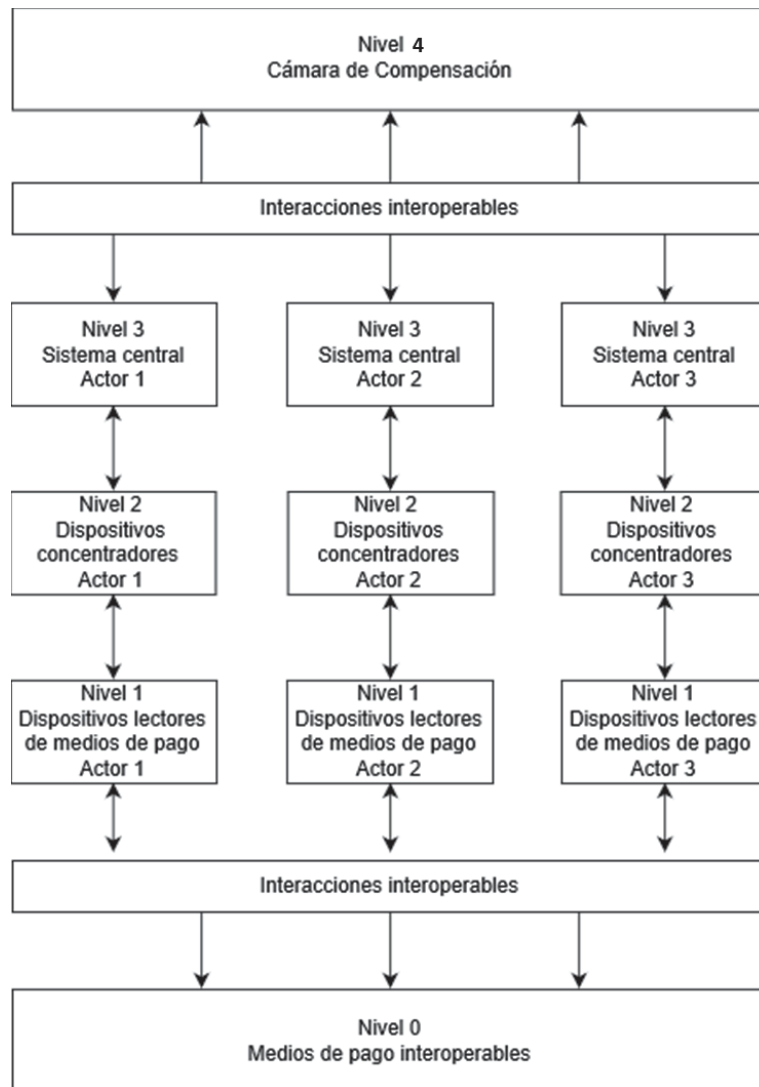 Nivel 4
Cámara de Compensación
Interacciones interoperables
Nivel 3
Sistema central
Actor 1
Nivel 3
Sistema central
Actor 2
Nivel 3
Sistema central
Actor 3
Nivel 2
Dispositivos
concentradores
Actor 1
Nivel 2
Dispositivos
concentradores
Actor 2
Nivel 2
Dispositivos
concentradores
Actor 3
Nivel 1
Dispositivos lectores
de medios de pago
Actor 1
Nivel 1
Dispositivos lectores
de medios de pago
Actor 2
Nivel 1
Dispositivos lectores
de medios de pago
Actor 3
Interacciones interoperables
Nivel 0
Medios de pago interoperables